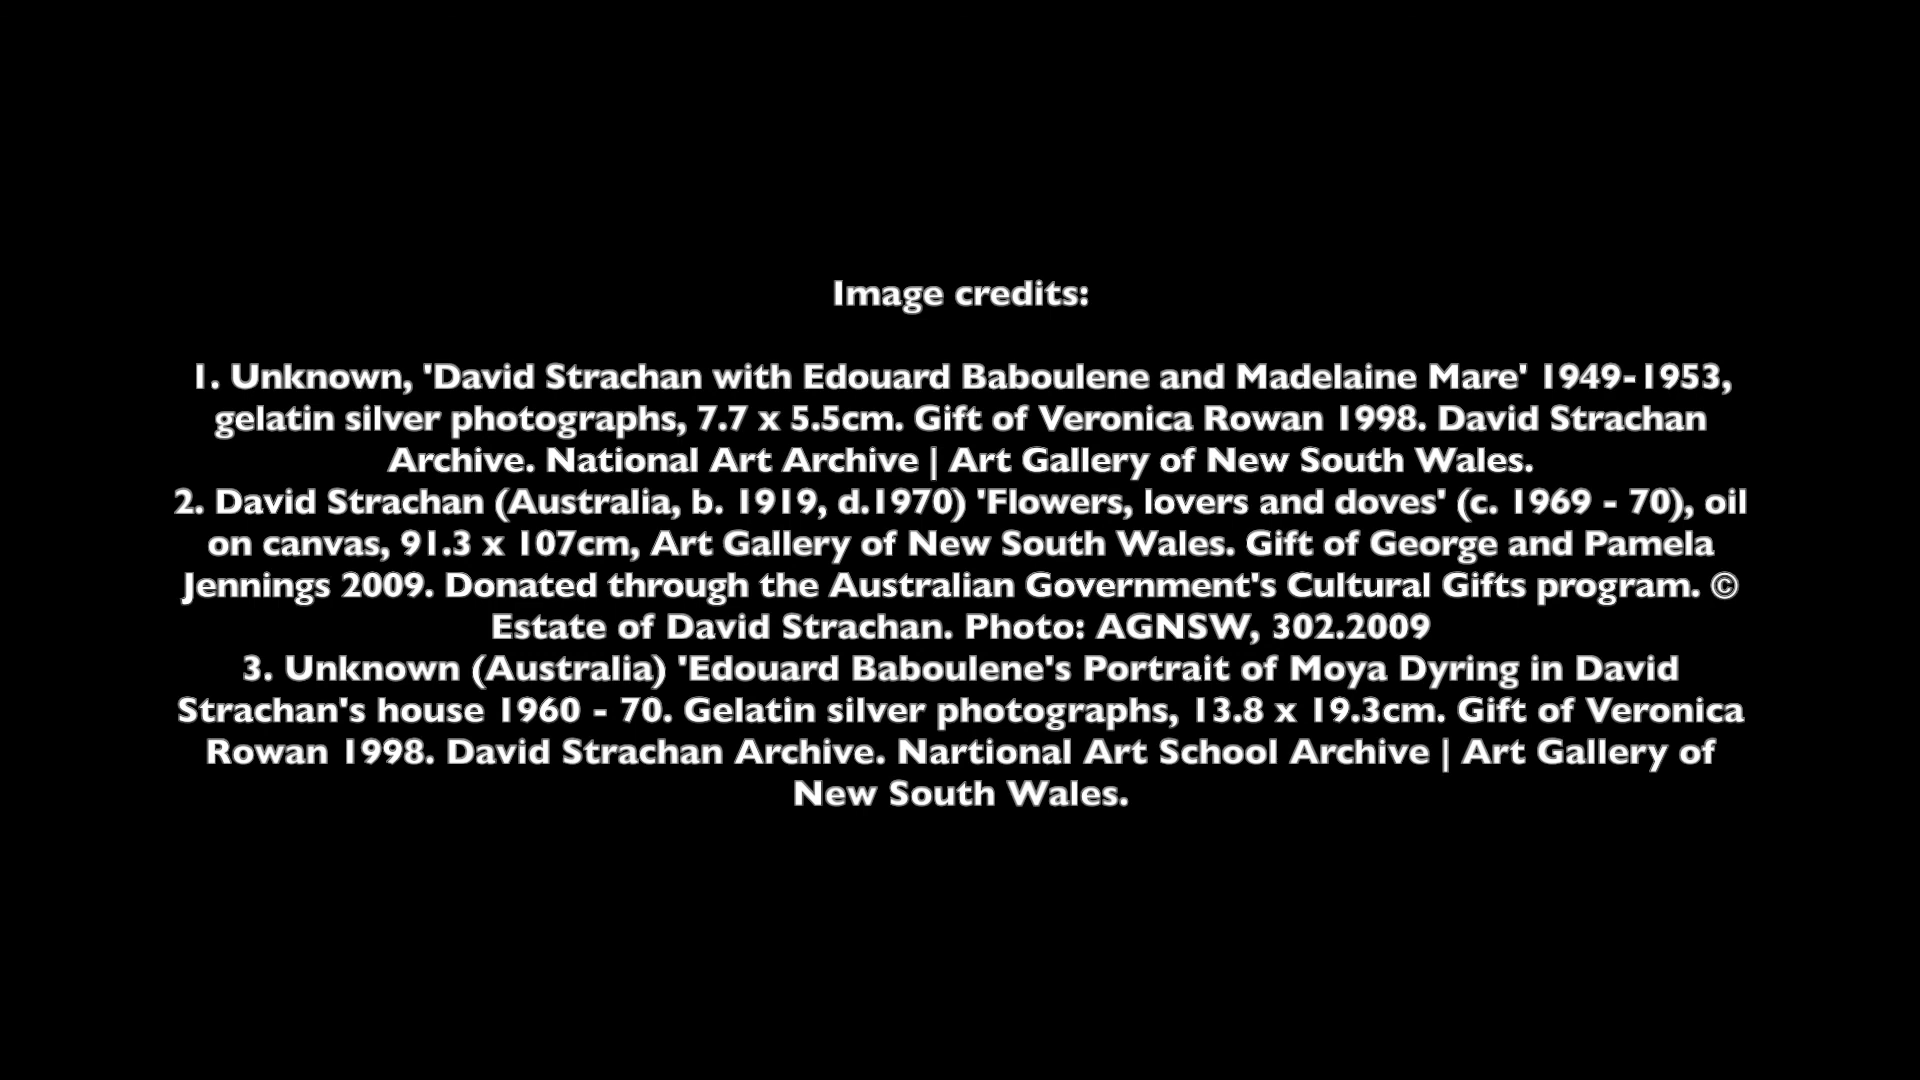 Image credits:
1. Unknown, 'David Strachan with Edouard Baboulene and Madelaine Mare' 1949-1953,
gelatin silver photographs, 7.7 x 5.5cm. Gift of Veronica Rowan 1998. David Strachan
Archive. National Art Archive | Art Gallery of New South Wales.
2. David Strachan (Australia, b. 1919, d.1970) 'Flowers, lovers and doves' (c. 1969 - 70), oil
on canvas, 91.3 x 107cm, Art Gallery of New South Wales. Gift of George and Pamela
Jennings 2009. Donated through the Australian Government's Cultural Gifts program. ©
Estate of David Strachan. Photo: AGNSW, 302.2009
3. Unknown (Australia) 'Edouard Baboulene's Portrait of Moya Dyring in David
Strachan's house 1960 - 70. Gelatin silver photographs, 13.8 x 19.3cm. Gift of Veronica
Rowan 1998. David Strachan Archive. Nartional Art School Archive | Art Gallery of
New South Wales.